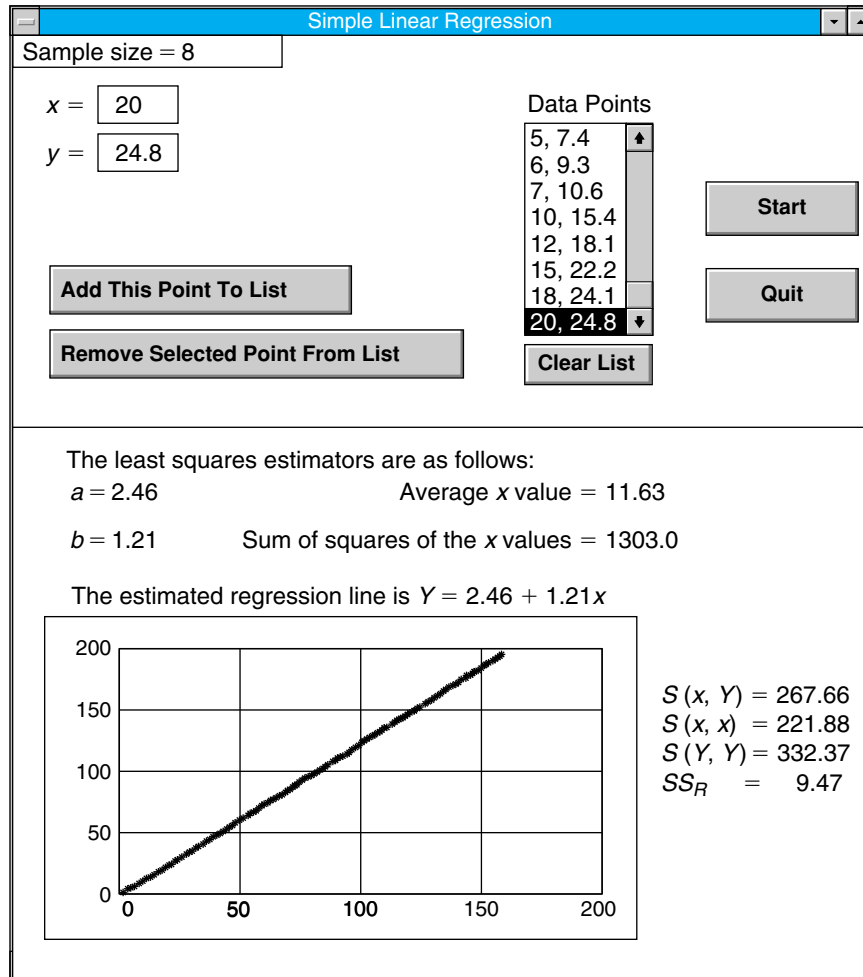 Simple Linear Regression
Sample size = 8
x = 20
y = 24.8
Data Points
5, 7.4
6, 9.3
7, 10.6
10, 15.4
12, 18.1
15, 22.2
18, 24.1
20, 24.8
Start
Quit
Add This Point To List
Remove Selected Point From List
Clear List
The least squares estimators are as follows:
a = 2.46 Average x value = 11.63
b = 1.21 Sum of squares of the x values = 1303.0
The estimated regression line is Y = 2.46 + 1.21x
200
150
100
50
0
0 50 100 150 200
S (x, Y) = 267.66
S (x, x) = 221.88
S (Y, Y) = 332.37
SS_R = 9.47